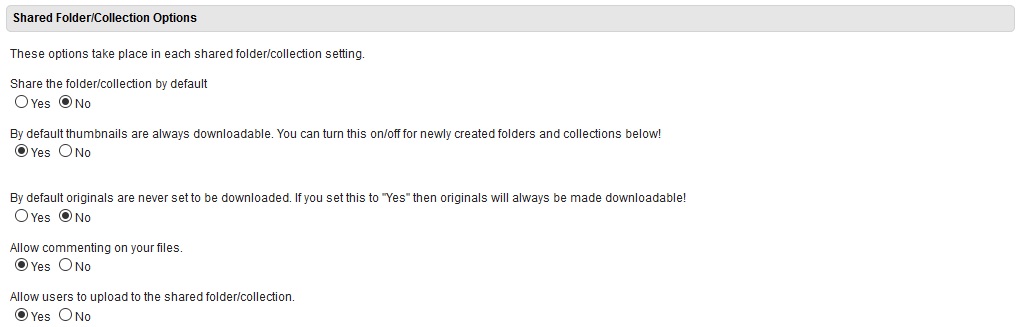 Shared Folder/Collection Options
These options take place in each shared folder/collection setting.
Share the folder/collection by default
Yes No
By default thumbnails are always downloadable. You can turn this on/off for newly created folders and collections below!
Yes No
By default originals are never set to be downloaded. If you set this to "Yes" then originals will always be made downloadable!
Yes No
Allow commenting on your files.
Yes No
Allow users to upload to the shared folder/collection.
Yes No